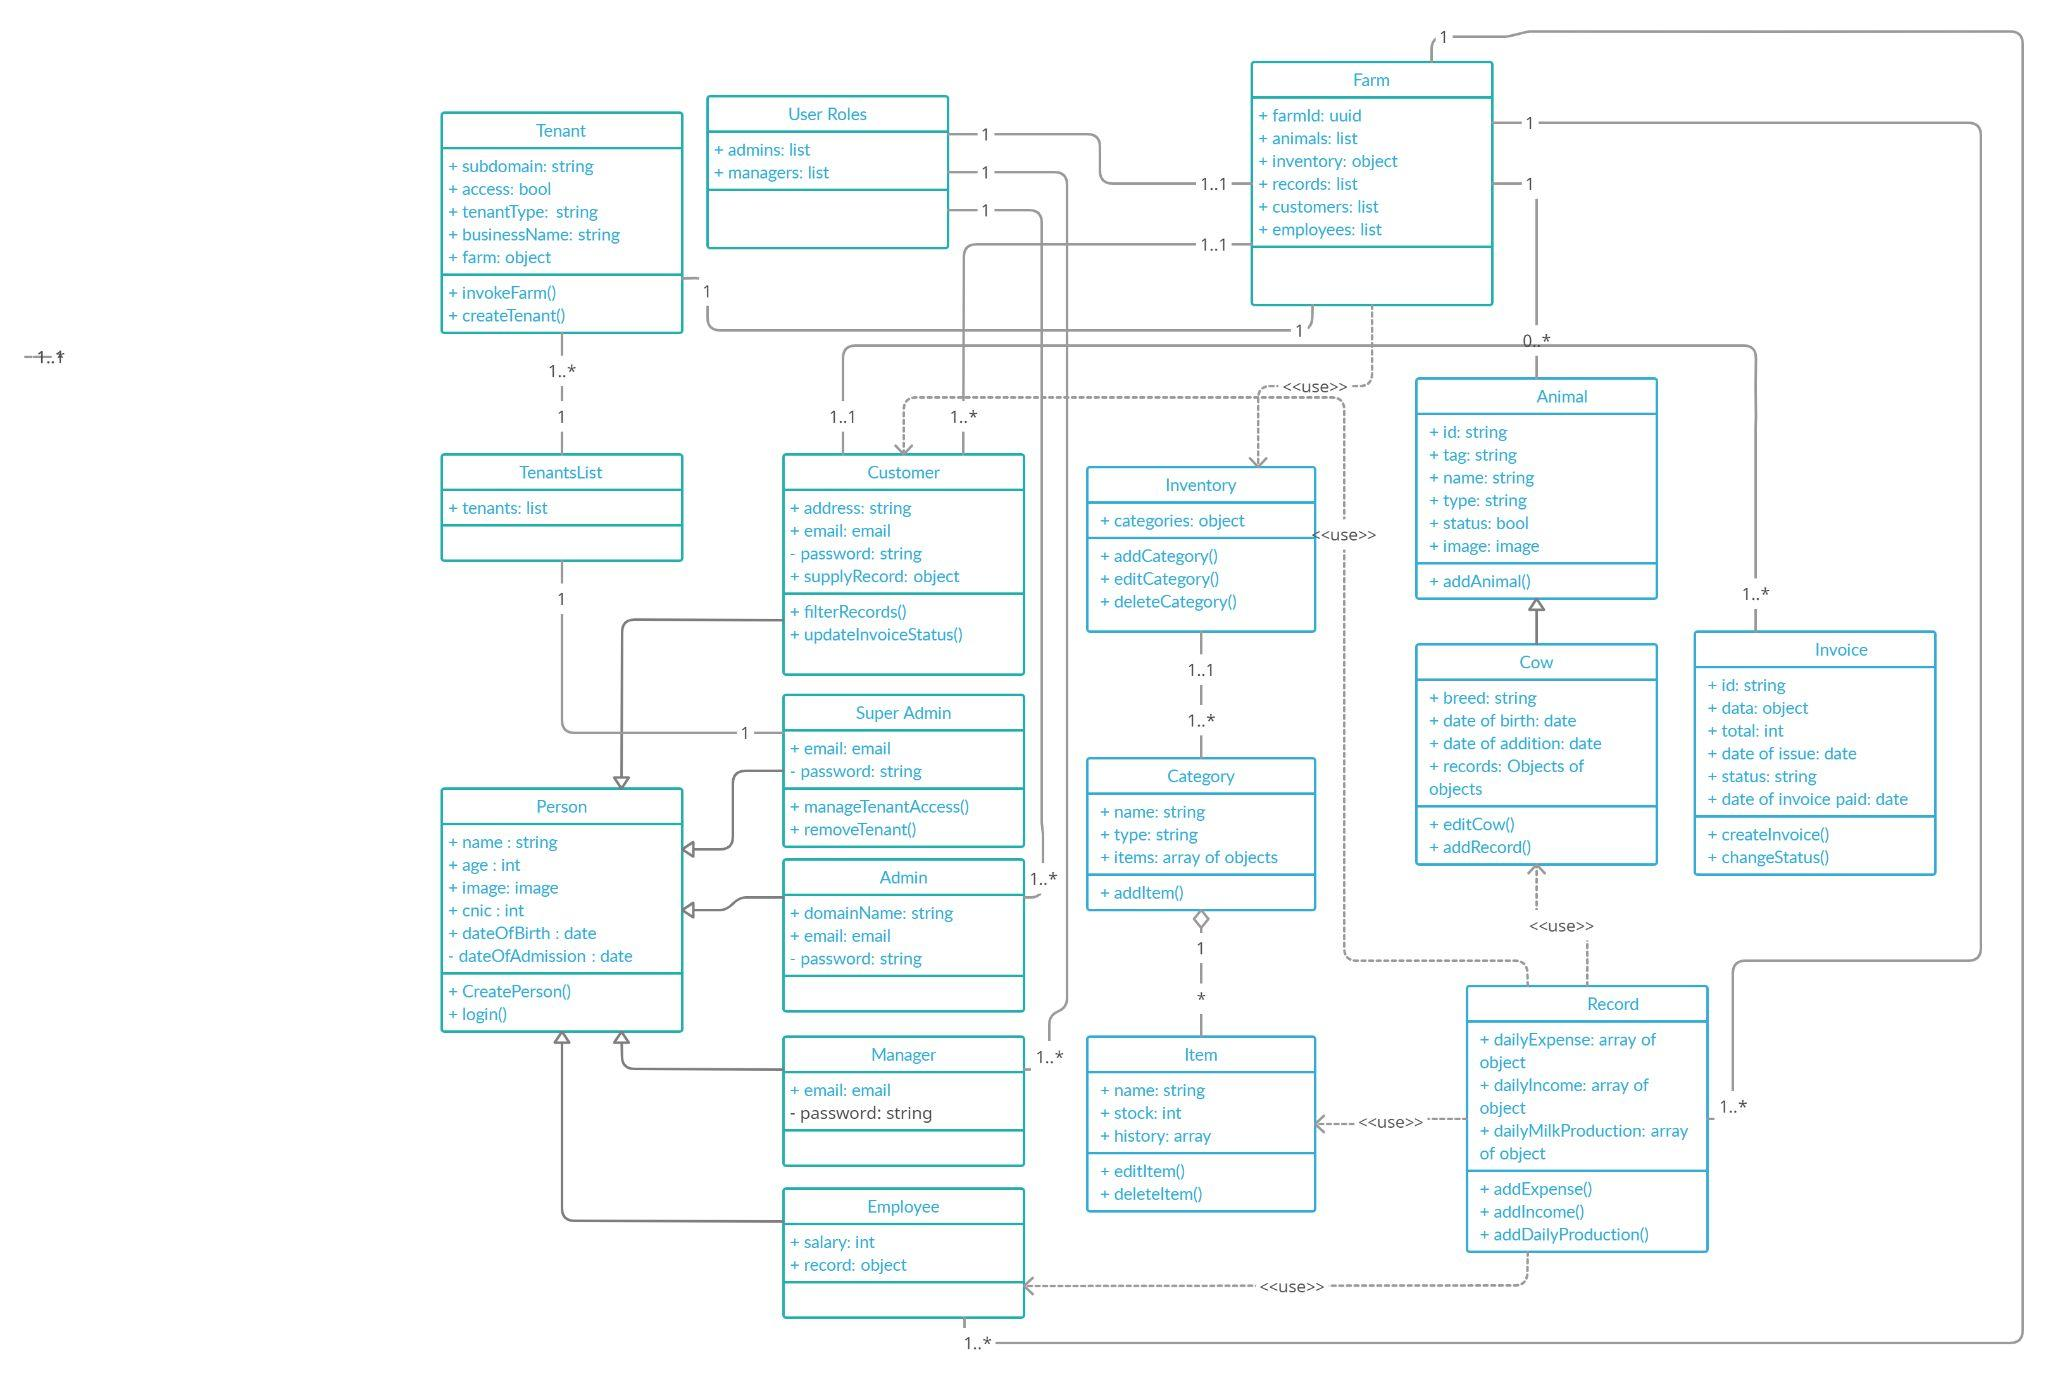 1
Farm
+ farmId: uuid
+ animals: list
+ inventory: object
+ records: list
+ customers: list
+ employees: list
1
1
1..1
1..1
1
<<use>>
User Roles
+ admins: list
+ managers: list
1
1
1
Tenant
+ subdomain: string
+ access: bool
+ tenantType: string
+ businessName: string
+ farm: object
+ invokeFarm()
+ createTenant()
1
1..*
1
TenantsList
+ tenants: list
1
1..1
1..*
Customer
+ address: string
+ email: email
- password: string
+ supplyRecord: object
+ filterRecords()
+ updateInvoiceStatus()
Super Admin
+ email: email
- password: string
+ manageTenantAccess()
+ removeTenant()
1
Person
+ name : string
+ age : int
+ image: image
+ cnic : int
+ dateOfBirth : date
- dateOfAdmission : date
+ CreatePerson()
+ login()
Admin
+ domainName: string
+ email: email
- password: string
1..*
Manager
+ email: email
- password: string
1..*
Employee
+ salary: int
+ record: object
1..*
Inventory
+ categories: object
+ addCategory()
+ editCategory()
+ deleteCategory()
<<use>>
1..1
1..*
Category
+ name: string
+ type: string
+ items: array of objects
+ addItem()
1
*
Item
+ name: string
+ stock: int
+ history: array
+ editItem()
+ deleteItem()
<<use>>
<<use>>
0..*
Animal
+ id: string
+ tag: string
+ name: string
+ type: string
+ status: bool
+ image: image
+ addAnimal()
Cow
+ breed: string
+ date of birth: date
+ date of addition: date
+ records: Objects of
objects
+ editCow()
+ addRecord()
<<use>>
Record
+ dailyExpense: array of
object
+ dailyIncome: array of
object
+ dailyMilkProduction: array
of object
+ addExpense()
+ addIncome()
+ addDailyProduction()
1..*
1..*
Invoice
+ id: string
+ data: object
+ total: int
+ date of issue: date
+ status: string
+ date of invoice paid: date
+ createInvoice()
+ changeStatus()